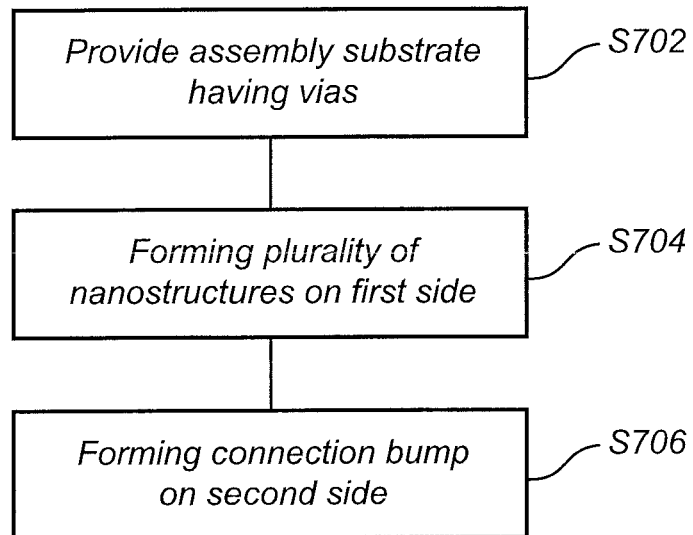 Provide assembly substrate
having vias
S702
Forming plurality of
nanostructures on first side
S704
Forming connection bump
on second side
S706